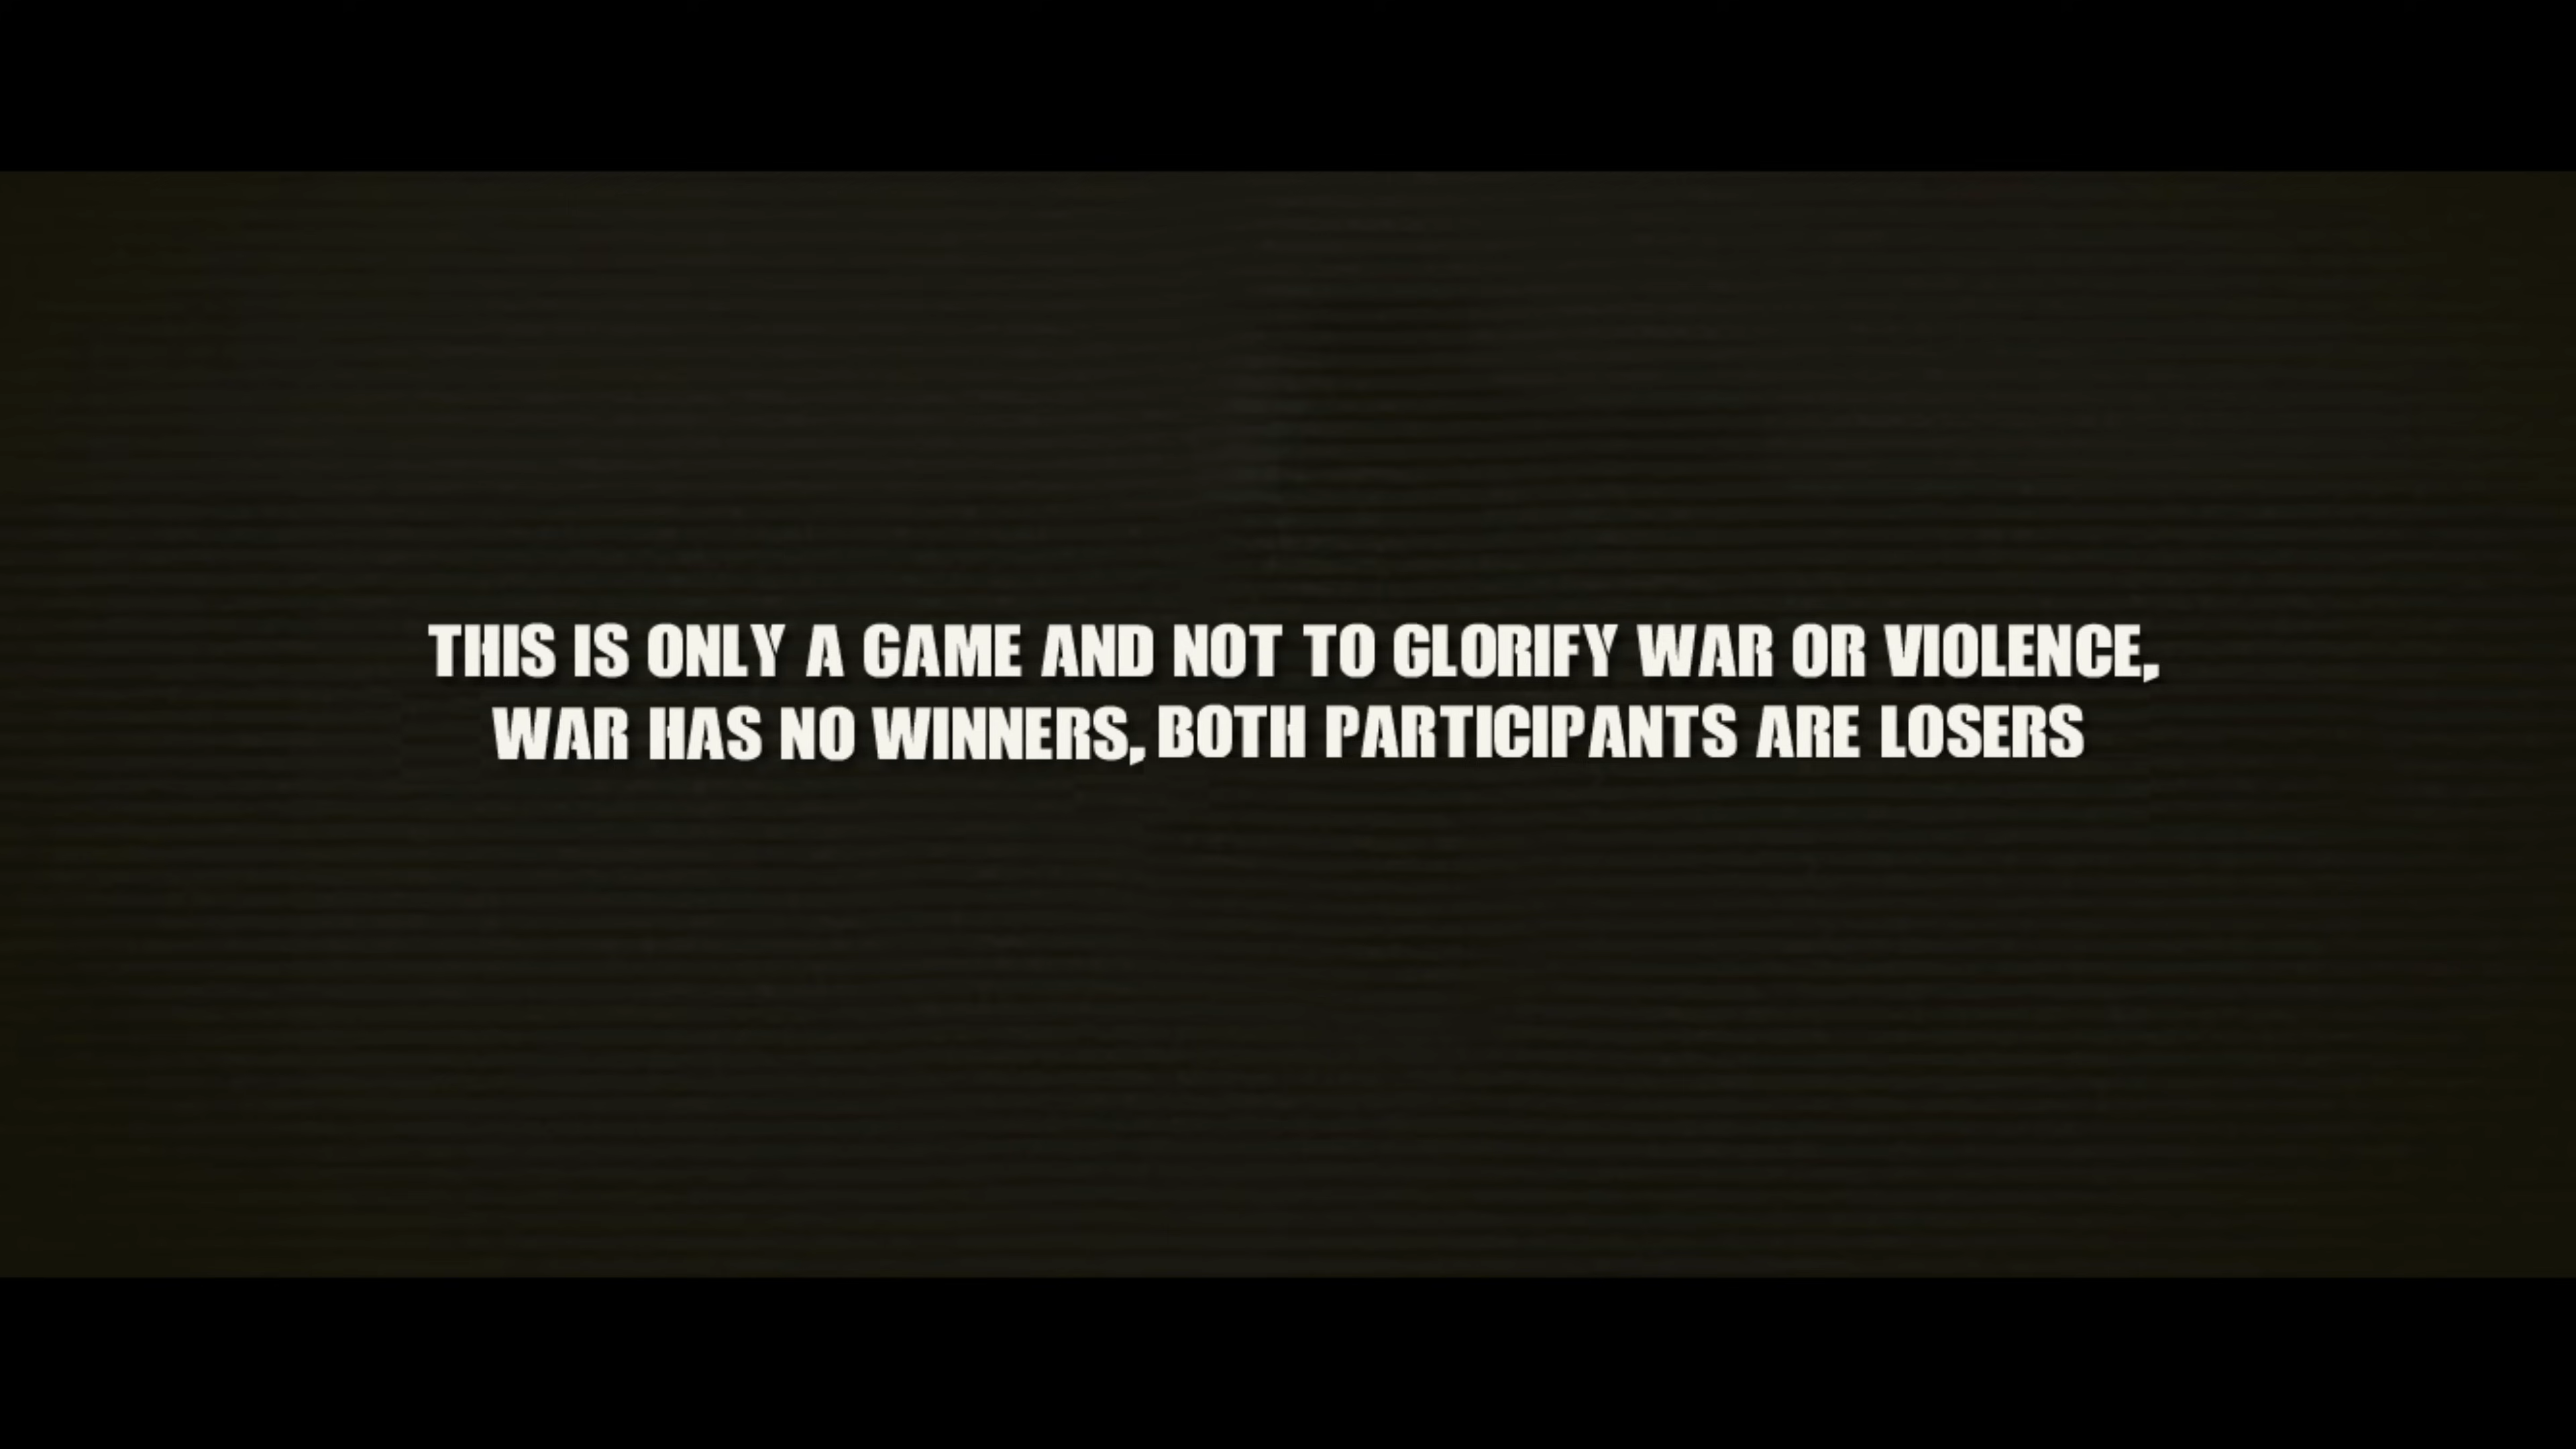 THIS IS ONLY A GAME AND NOT TO GLORIFY WAR OR VIOLENCE,
WAR HAS NO WINNERS, BOTH PARTICIPANTS ARE LOSERS